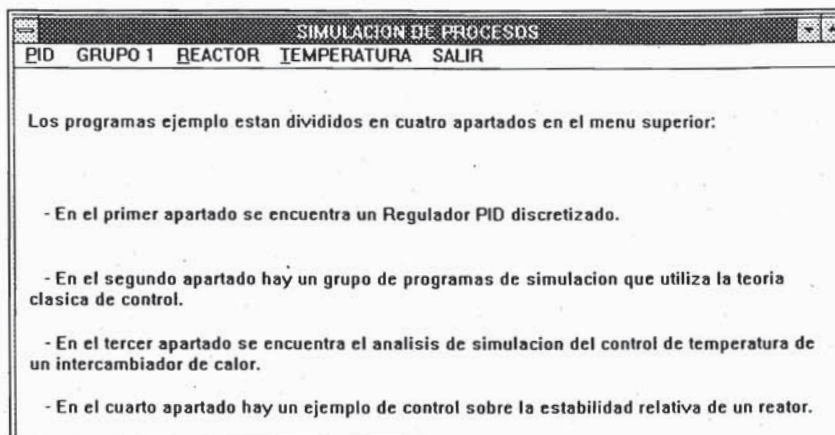 SIMULACION DE PROCESOS
PID GRUPO 1 REACTOR TEMPERATURA SALIR
Los programas ejemplo estan divididos en cuatro apartados en el menu superior:
- En el primer apartado se encuentra un Regulador PID discretizado.
- En el segundo apartado hay un grupo de programas de simulacion que utiliza la teoria
clasica de control.
- En el tercer apartado se encuentra el analisis de simulacion del control de temperatura de
un intercambiador de calor.
- En el cuarto apartado hay un ejemplo de control sobre la estabilidad relativa de un reator.